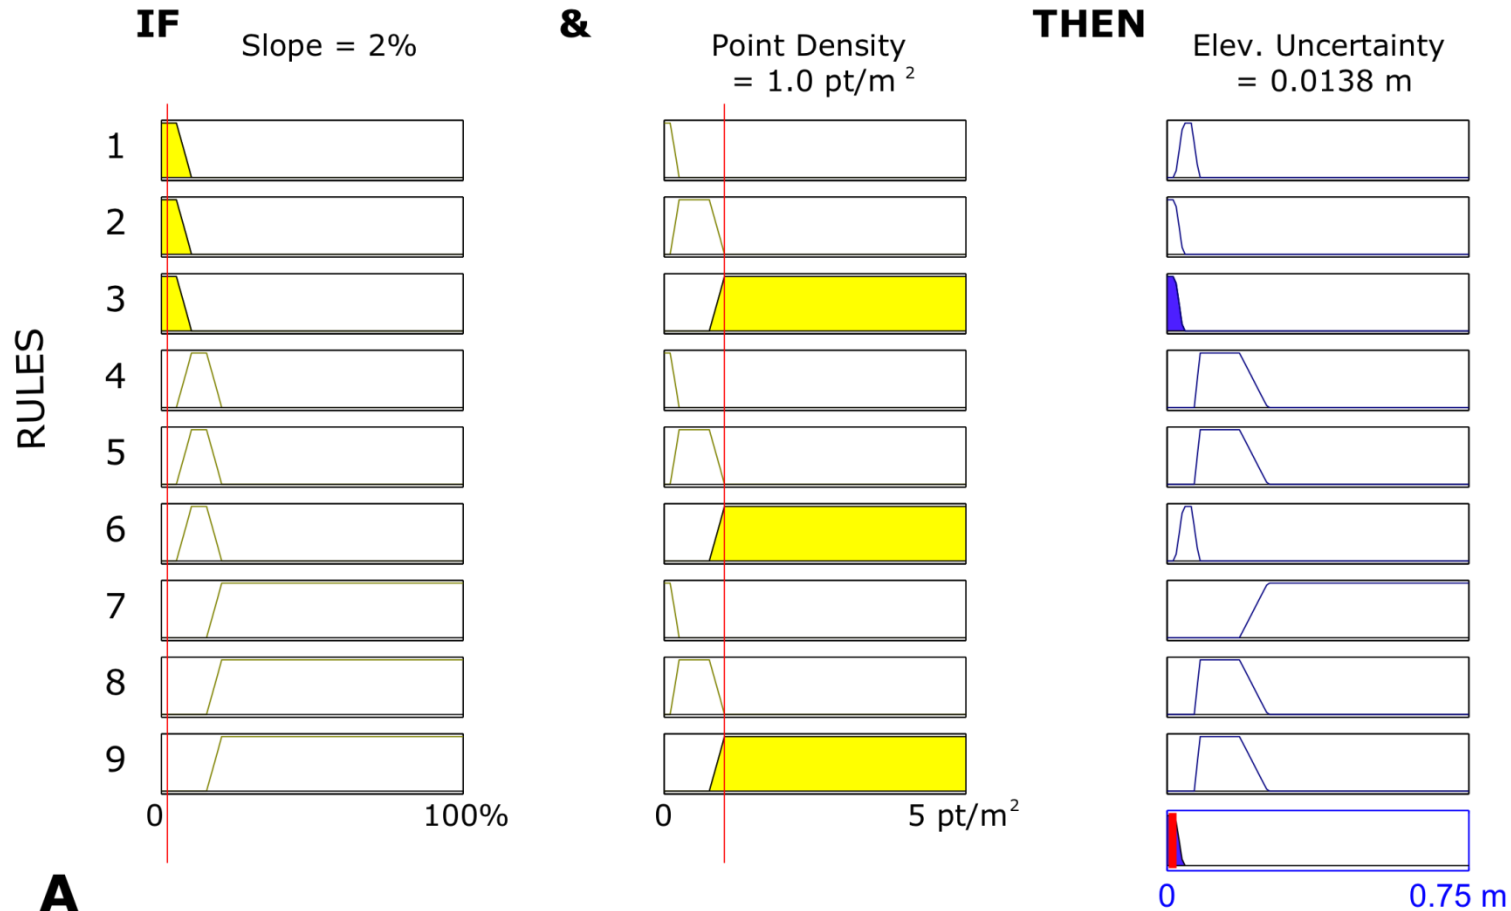 IF
&
THEN
Slope = 2%
Point Density
= 1.0 pt/m ²
Elev. Uncertainty
= 0.0138 m
RULES
1
2
3
4
5
6
7
8
9
0
100%
0
5 pt/m²
0
0.75 m
A